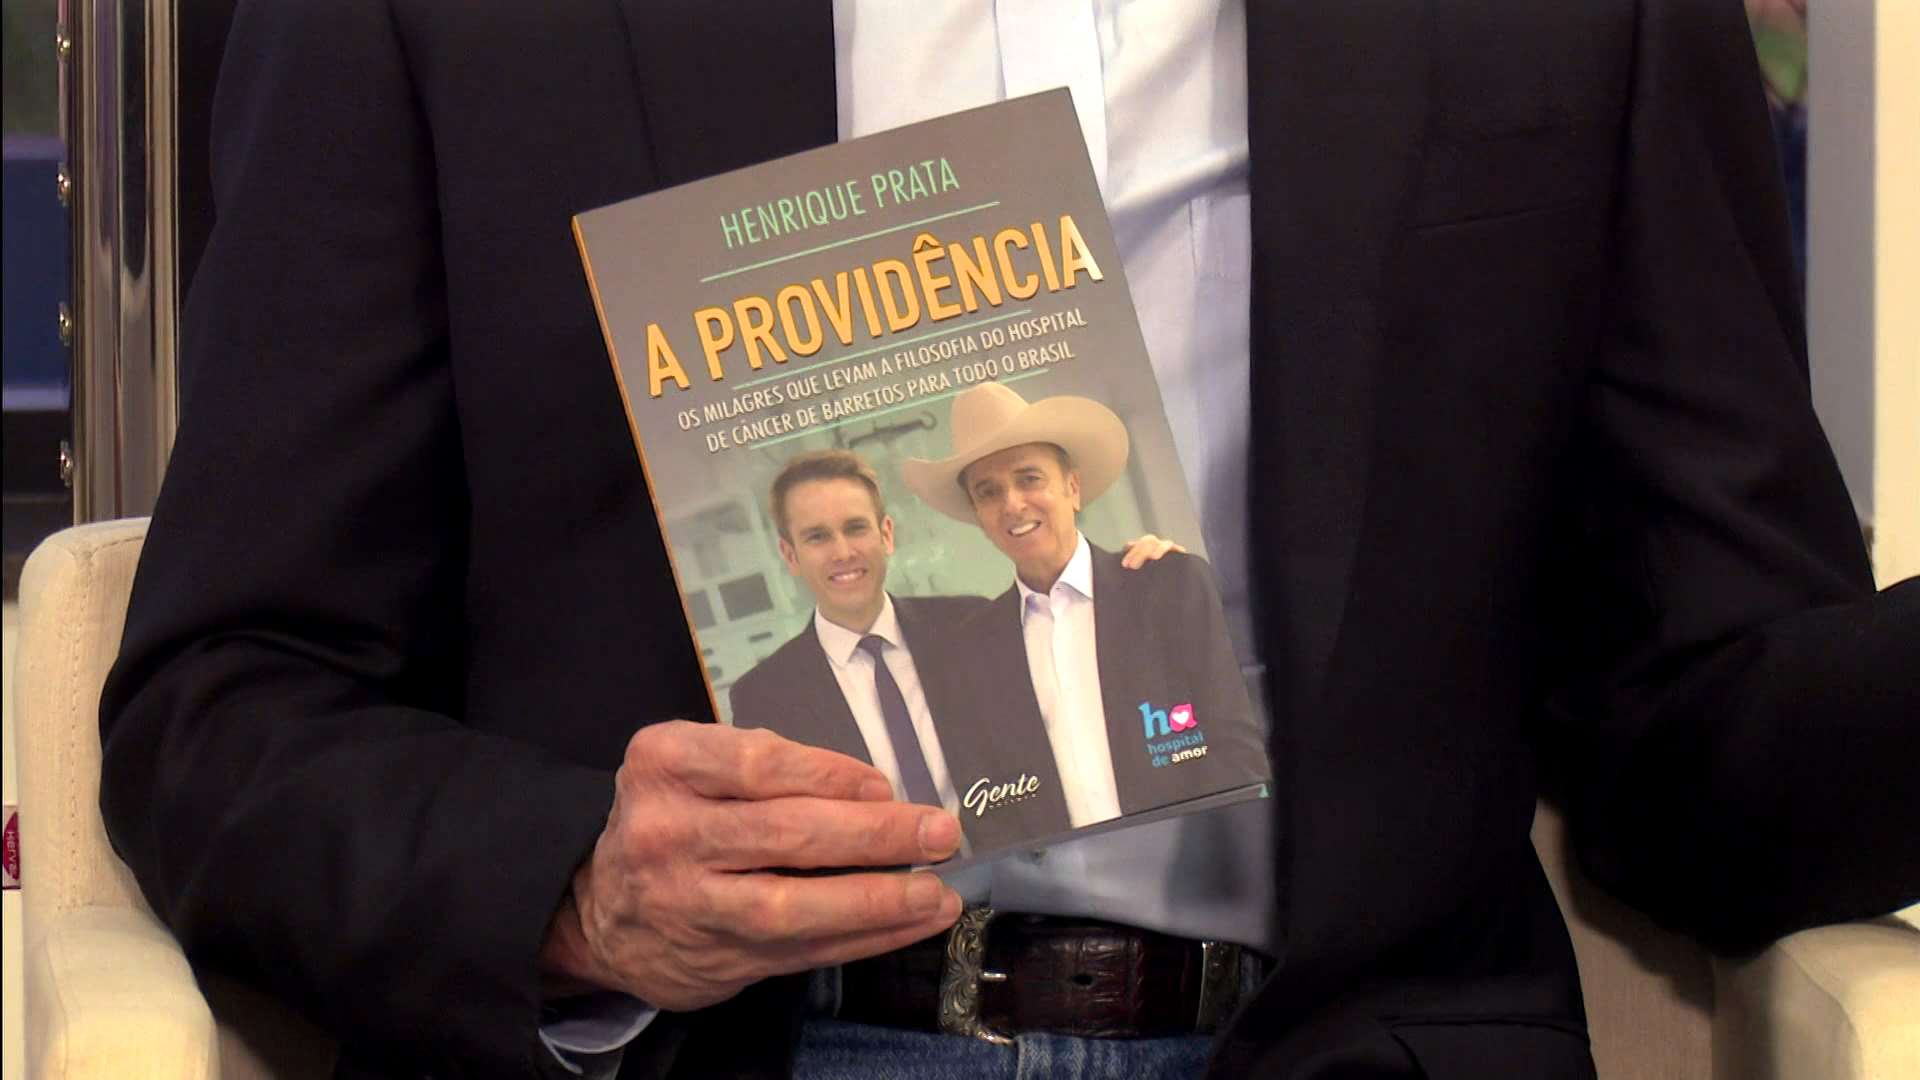 HENRIQUE PRATA
A PROVIDÊNCIA
OS MILAGRES QUE LEVAM A FILOSOFIA DO HOSPITAL
DE CÂNCER DE BARRETOS PARA TODO O BRASIL
ha
hospital
de amor
Gente